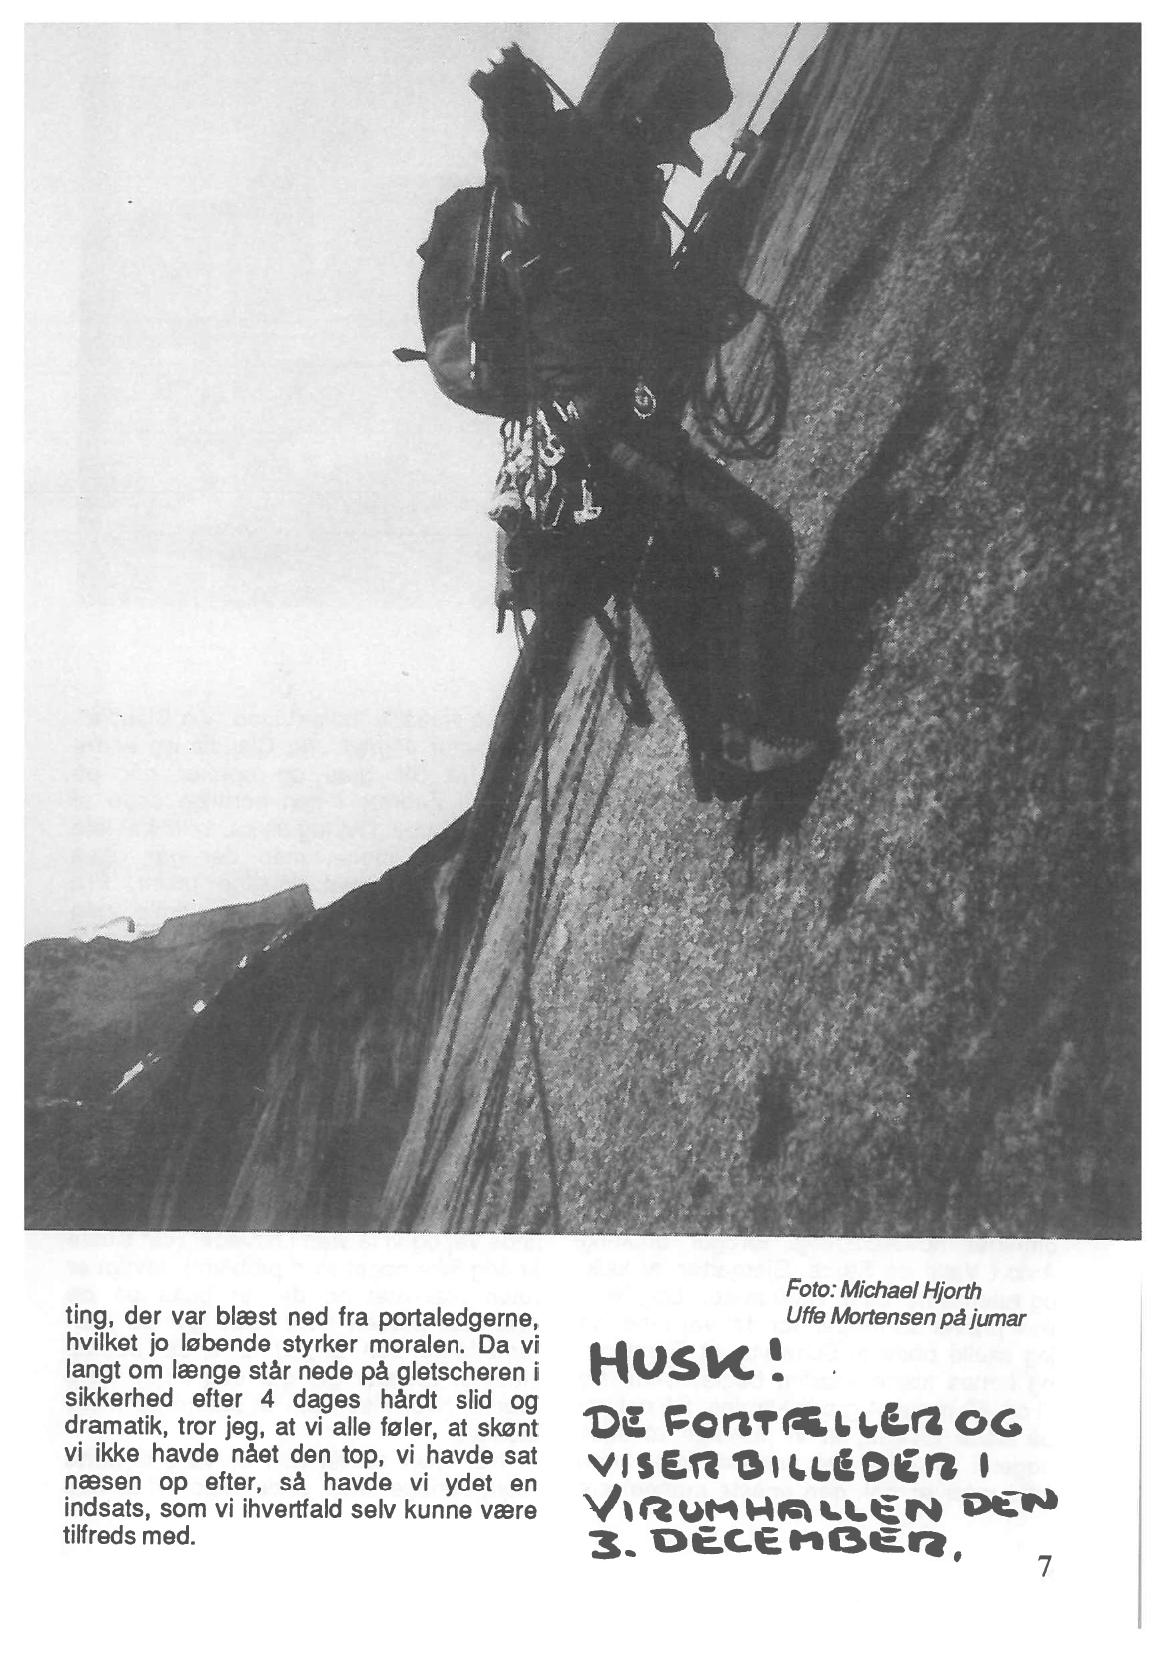 ting, der var blæst ned fra portaledgerne,
hvilket jo løbende styrker moralen. Da vi
langt om længe står nede på gletscheren i
sikkerhed efter 4 dages hårdt slid og
dramatik, tror jeg, at vi alle føler, at skønt
vi ikke havde nået den top, vi havde sat
næsen op efter, så havde vi ydet en
indsats, som vi ihvertfald selv kunne være
tilfreds med.
Foto: Michael Hjorth
Uffe Mortensen på jumar
HUSK!
DE FORTÆLLER OG
VISER BILLEDER I
VIRUMHALLEN DEN
3. DECEMBER.
7